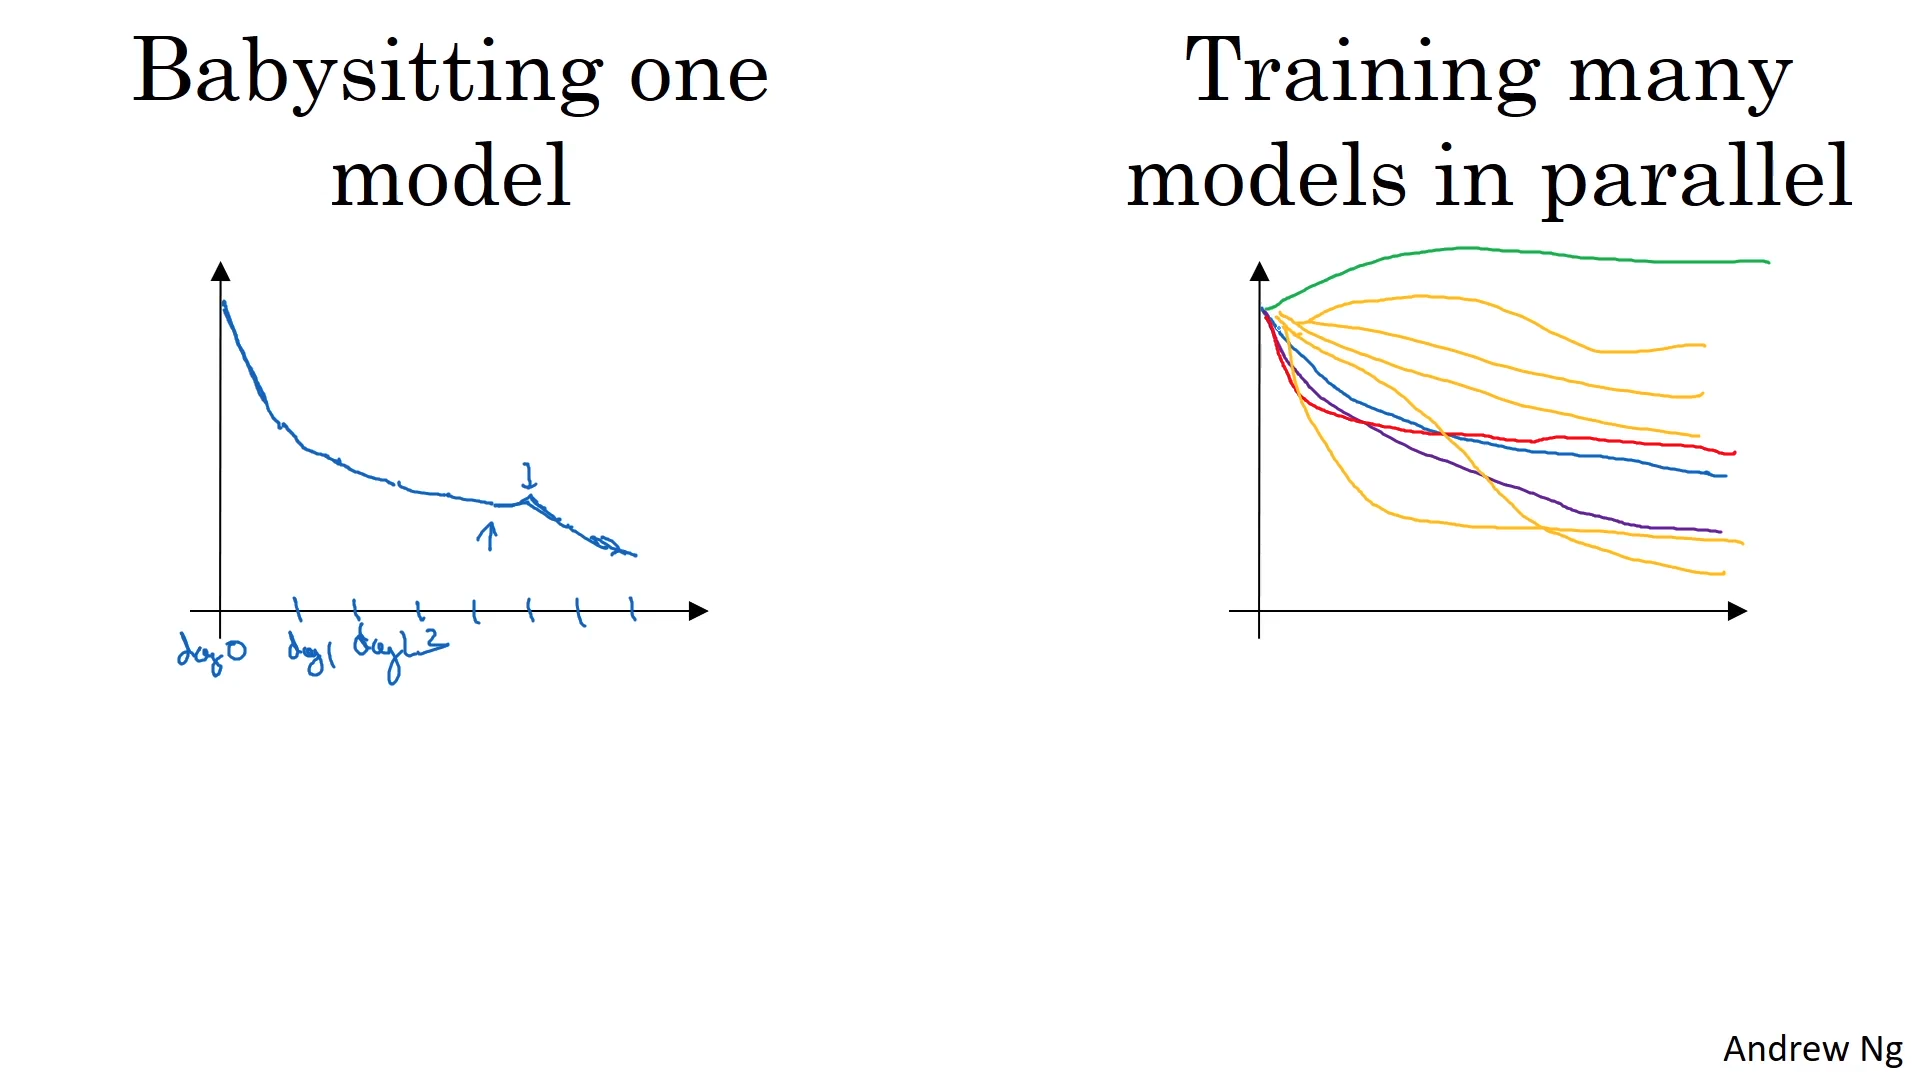 Babysitting one
model
Training many
models in parallel
day 0 day 1 day 2
Andrew Ng